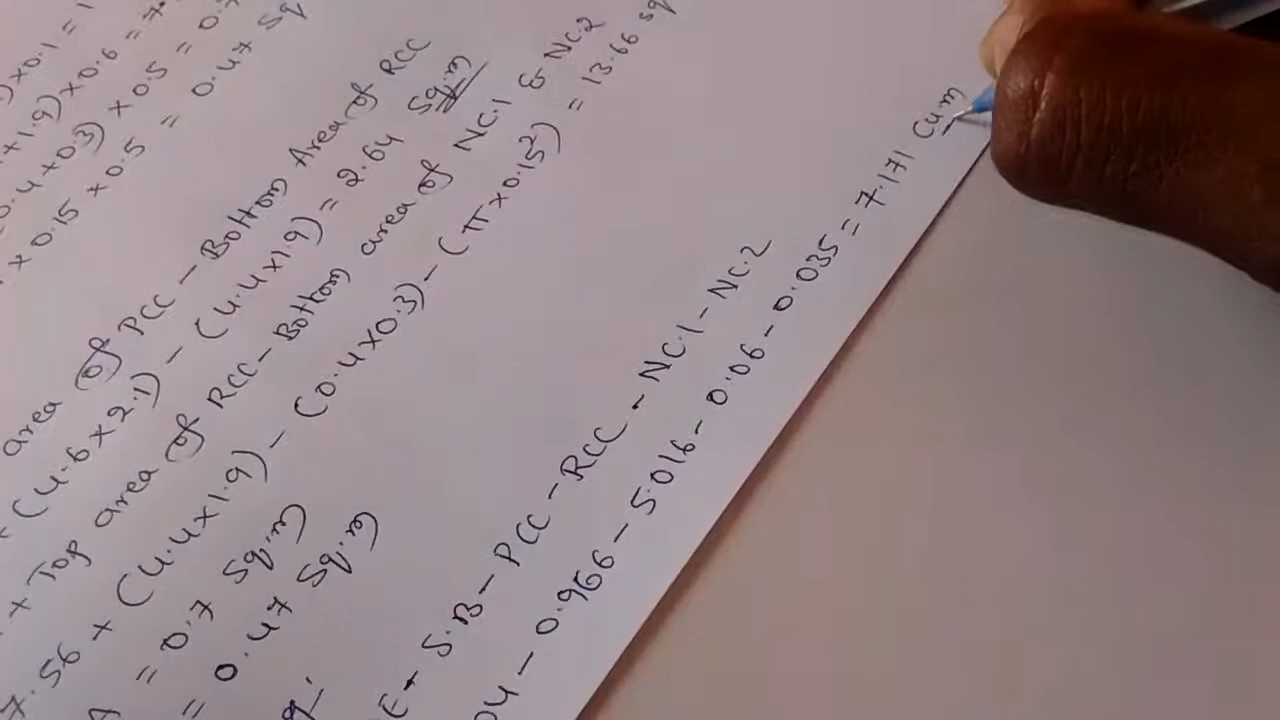 ) × 0.1 = 1
× 1.9) × 0.6 = 7.
0.4 × 0.3) × 0.5 = 0.
× 0.15 × 0.5 = 0.47 Sq
area of PCC - Bottom Area of RCC
(4.6 × 2.1) - (4.4 × 1.9) = 2.64 Sq.m
+ Top area of RCC - Bottom area of NC.1 & NC.2
7.56 + (4.4 × 1.9) - (0.4 × 0.3) - (π × 0.15²) = 13.66 sq
= 0.7 Sq.m
= 0.47 Sq.m
E - S.B - PCC - RCC - NC.1 - NC.2
04 - 0.966 - 5.016 - 0.06 - 0.035 = 7.171 Cu.m